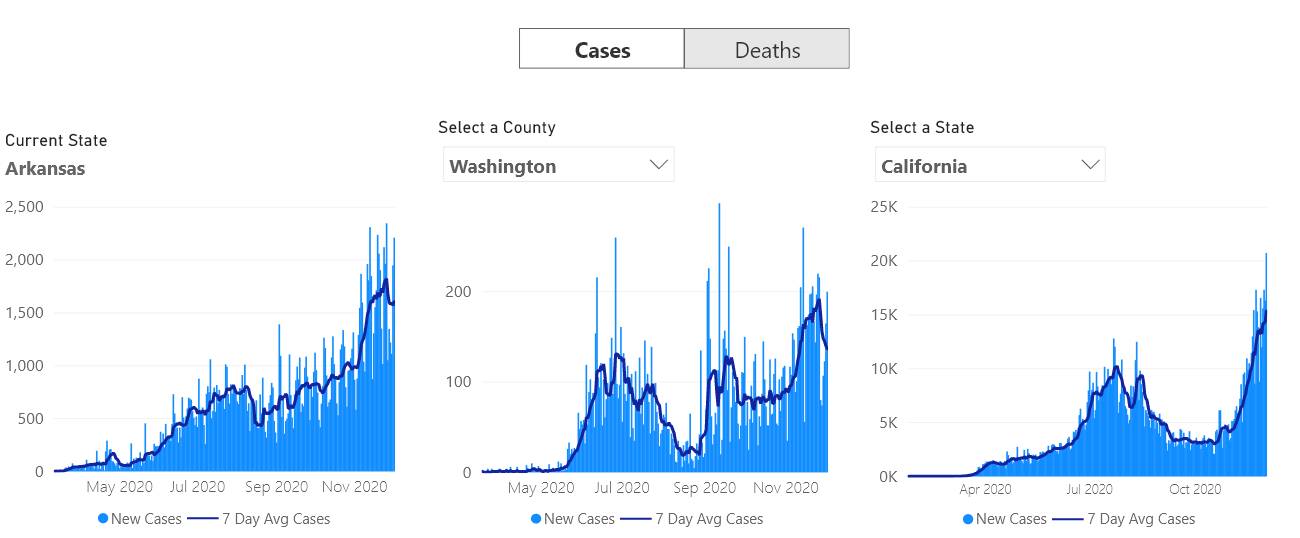 Cases Deaths
Current State
Arkansas
2,500
2,000
1,500
1,000
500
0
May 2020 Jul 2020 Sep 2020 Nov 2020
New Cases 7 Day Avg Cases
Select a County
Washington
200
100
0
May 2020 Jul 2020 Sep 2020 Nov 2020
New Cases 7 Day Avg Cases
Select a State
California
25K
20K
15K
10K
5K
0K
Apr 2020 Jul 2020 Oct 2020
New Cases 7 Day Avg Cases